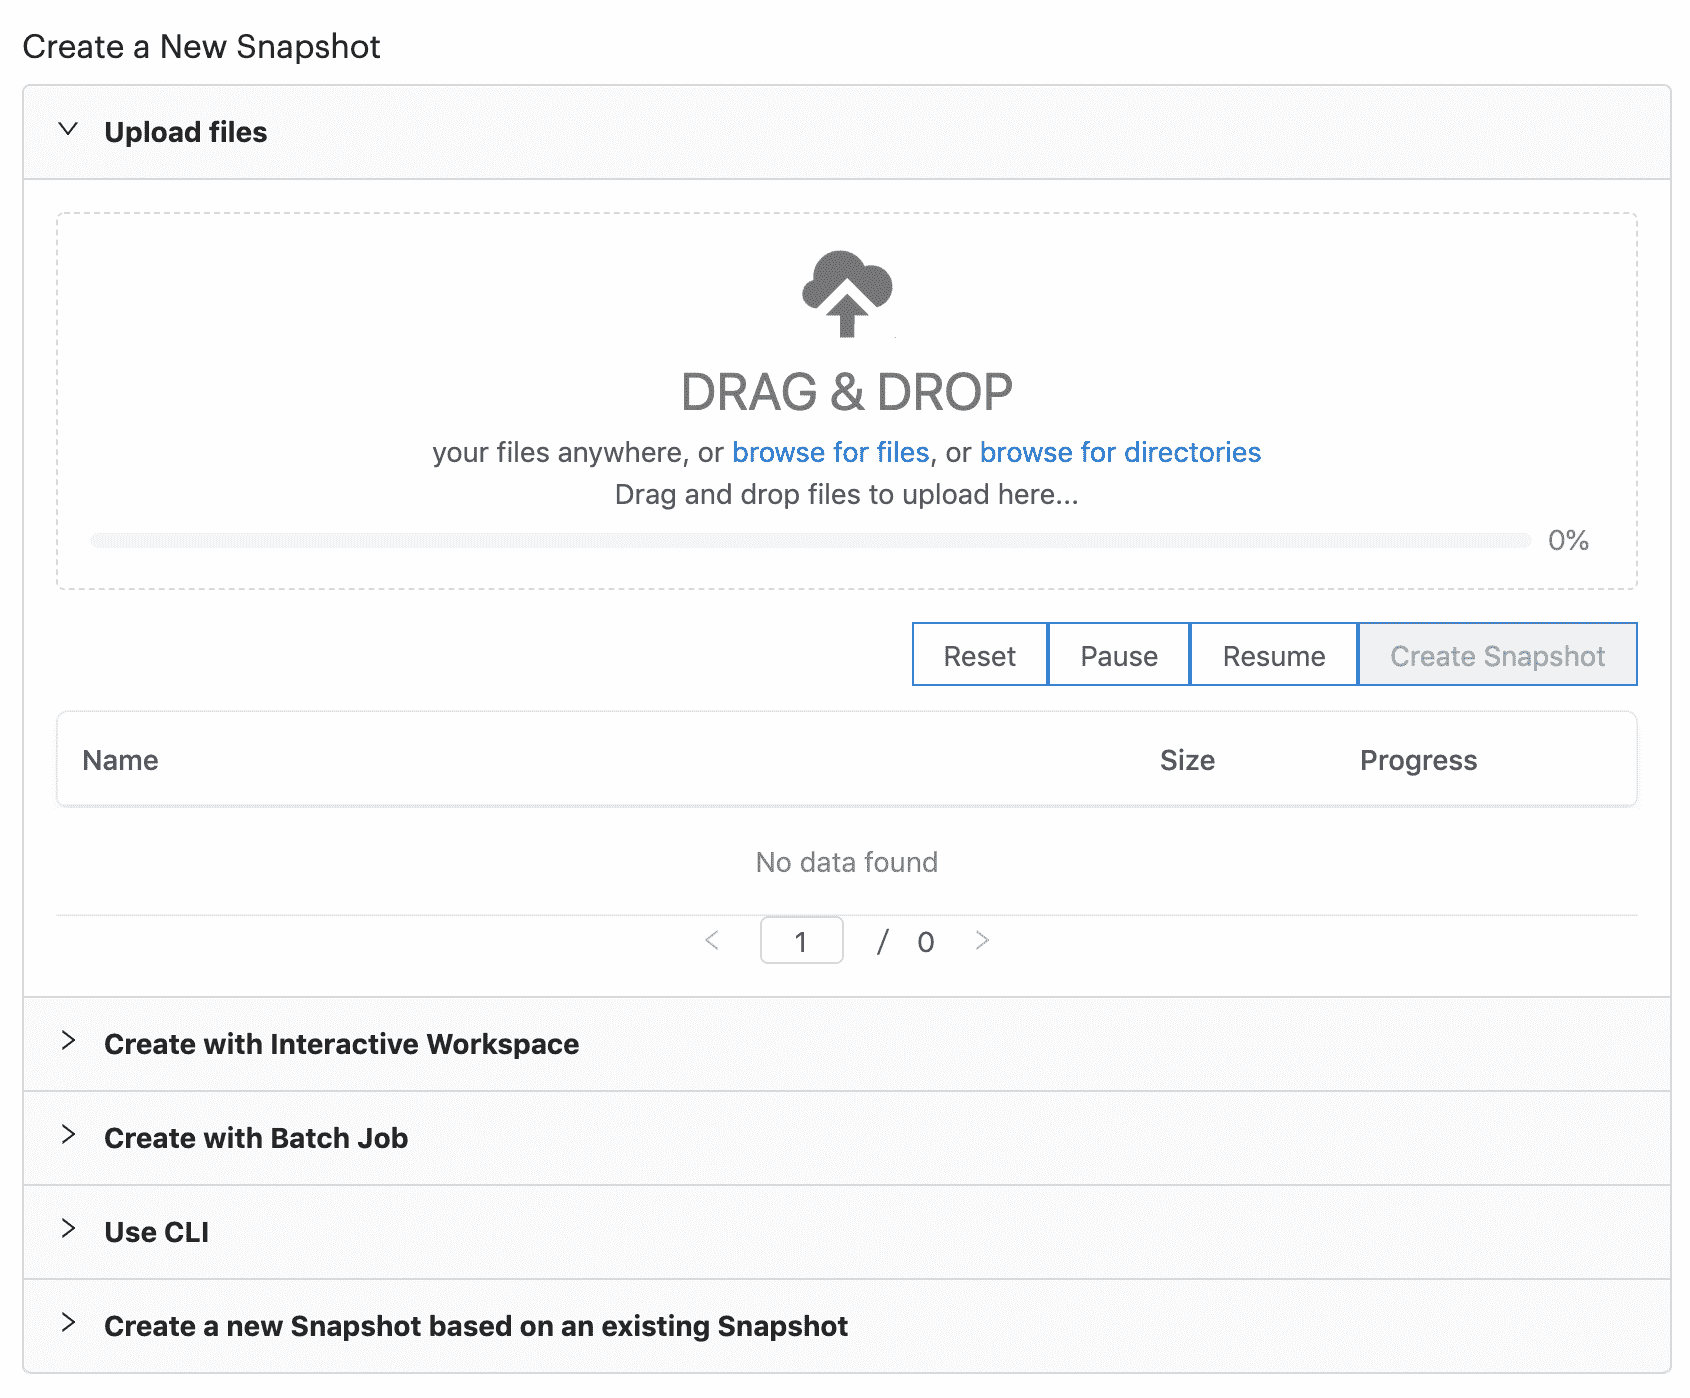 Create a New Snapshot
Upload files
DRAG & DROP
your files anywhere, or browse for files, or browse for directories
Drag and drop files to upload here...
0%
Reset Pause Resume Create Snapshot
Name Size Progress
No data found
< 1 / 0 >
Create with Interactive Workspace
Create with Batch Job
Use CLI
Create a new Snapshot based on an existing Snapshot